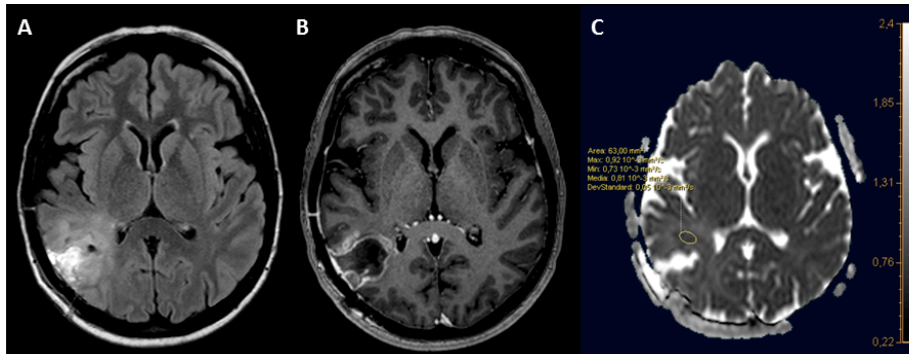 A
B
C
2,4
1,85
1,31
0,76
0,22
Area: 63,00 mm²
Max: 0,92 10^-3 mm²/s
Min: 0,73 10^-3 mm²/s
Media: 0,81 10^-3 mm²/s
DevStandard: 0,05 10^-3 mm²/s